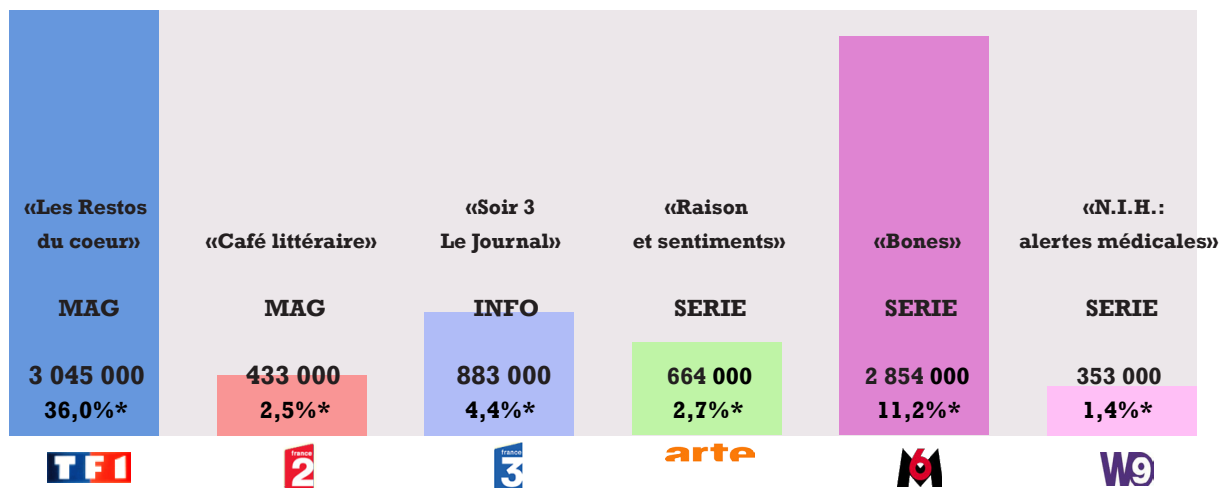 «Les Restos
du coeur»
MAG
3 045 000
36,0%*
TF1
«Café littéraire»
MAG
433 000
2,5%*
france
2
«Soir 3
Le Journal»
INFO
883 000
4,4%*
france
3
«Raison
et sentiments»
SERIE
664 000
2,7%*
arte
«Bones»
SERIE
2 854 000
11,2%*
M6
«N.I.H.:
alertes médicales»
SERIE
353 000
1,4%*
W9